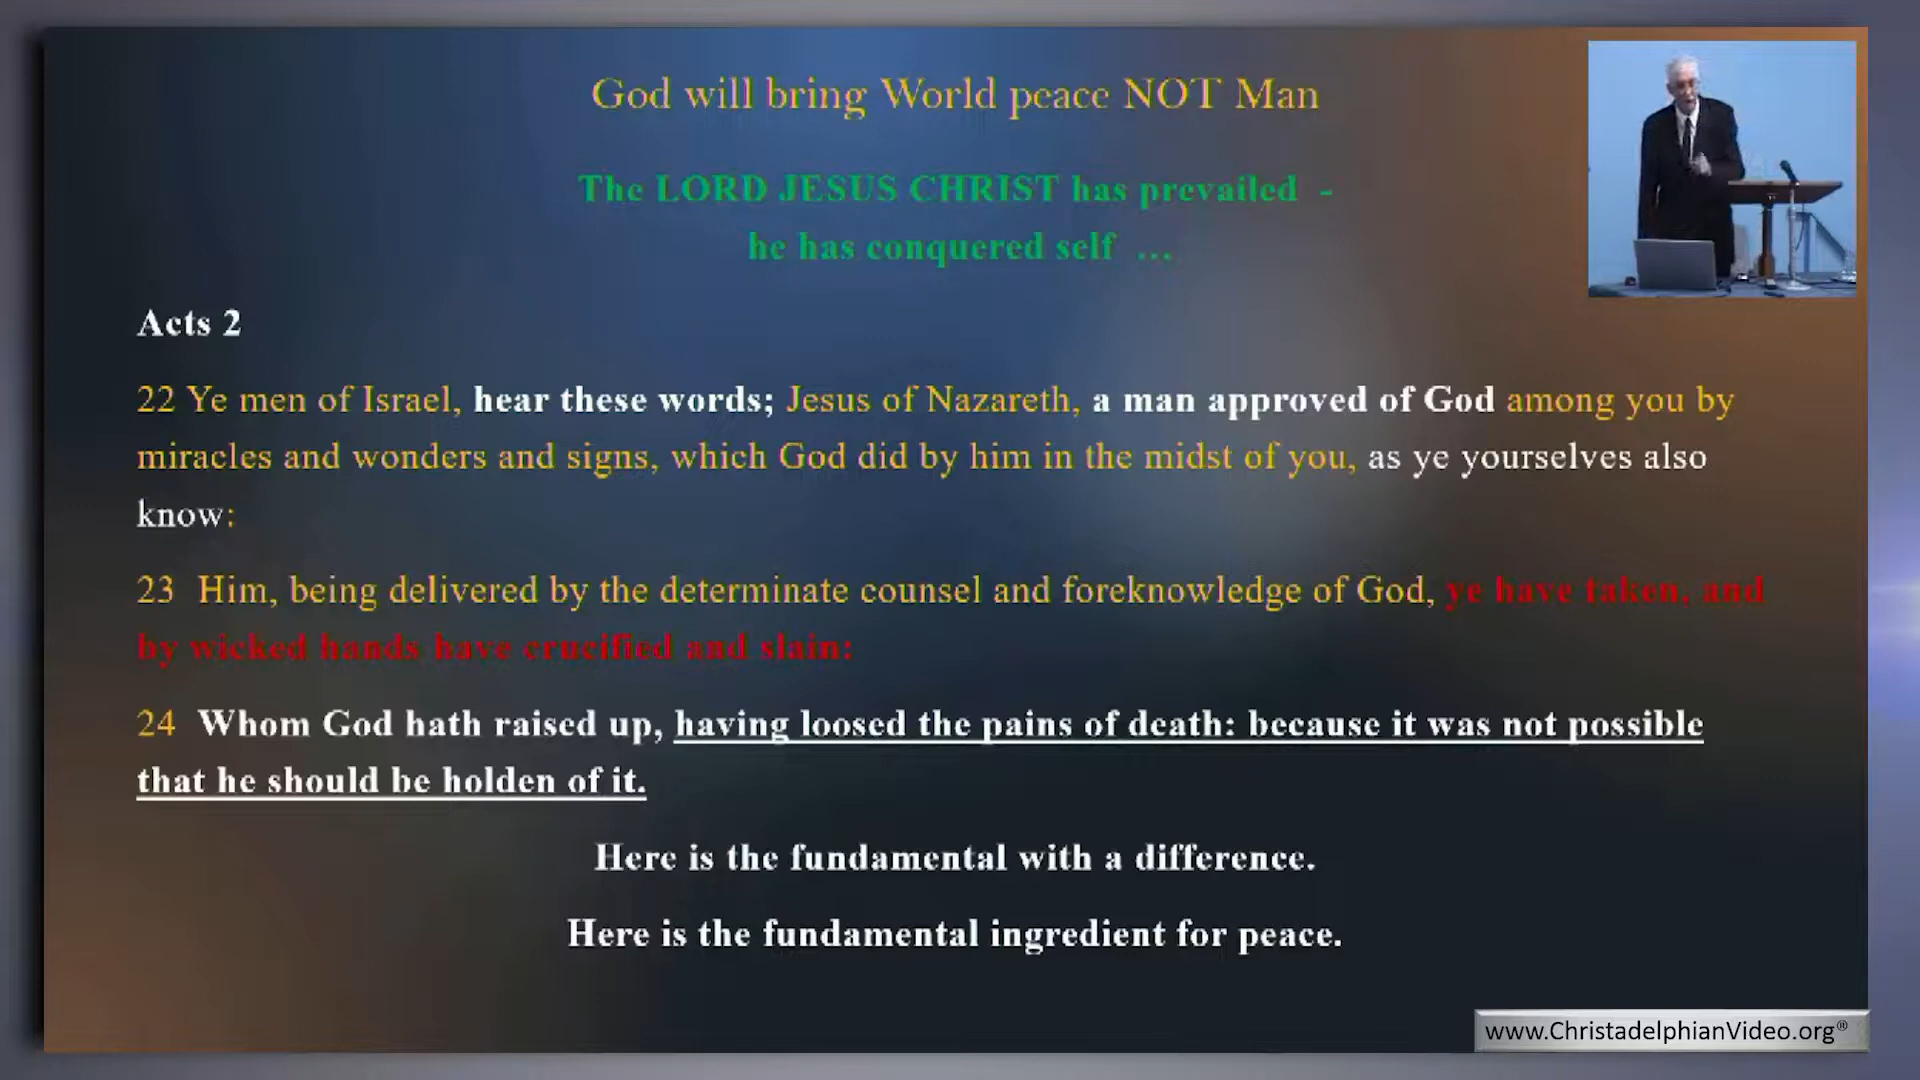 God will bring World peace NOT Man
The LORD JESUS CHRIST has prevailed -
he has conquered self ...
Acts 2
22 Ye men of Israel, hear these words; Jesus of Nazareth, a man approved of God among you by
miracles and wonders and signs, which God did by him in the midst of you, as ye yourselves also
know:
23 Him, being delivered by the determinate counsel and foreknowledge of God, ye have taken, and
by wicked hands have crucified and slain:
24 Whom God hath raised up, having loosed the pains of death: because it was not possible
that he should be holden of it.
Here is the fundamental with a difference.
Here is the fundamental ingredient for peace.
www.ChristadelphianVideo.org®